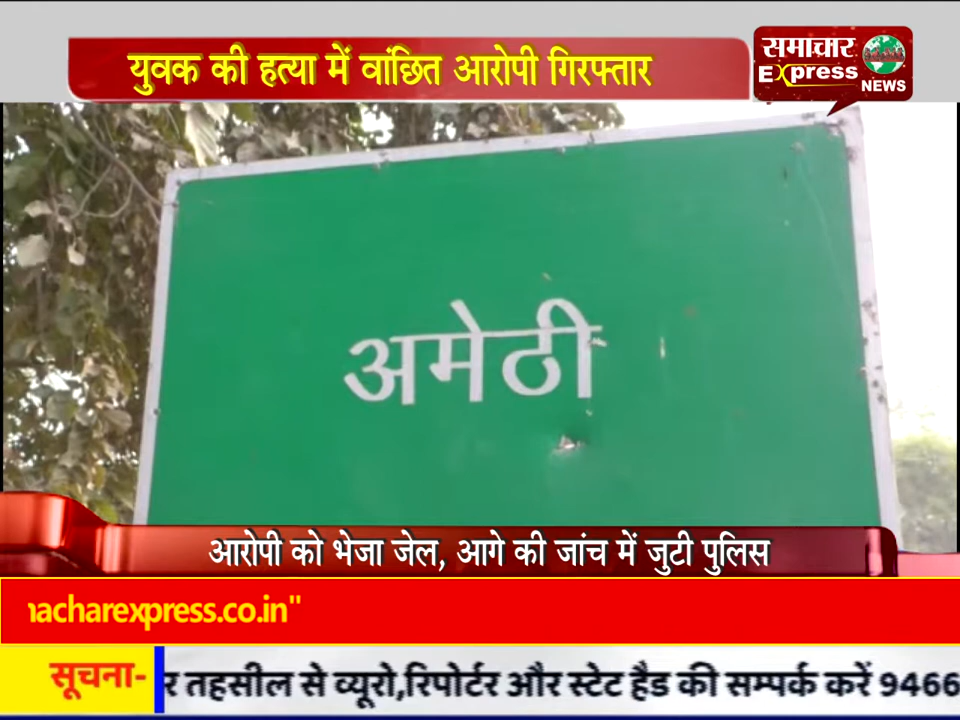 युवक की हत्या में वांछित आरोपी गिरफ्तार
समाचार
Express
NEWS
अमेठी
आरोपी को भेजा जेल, आगे की जांच में जुटी पुलिस
acharexpress.co.in"
सूचना- र तहसील से ब्यूरो,रिपोर्टर और स्टेट हैड की सम्पर्क करें 9466